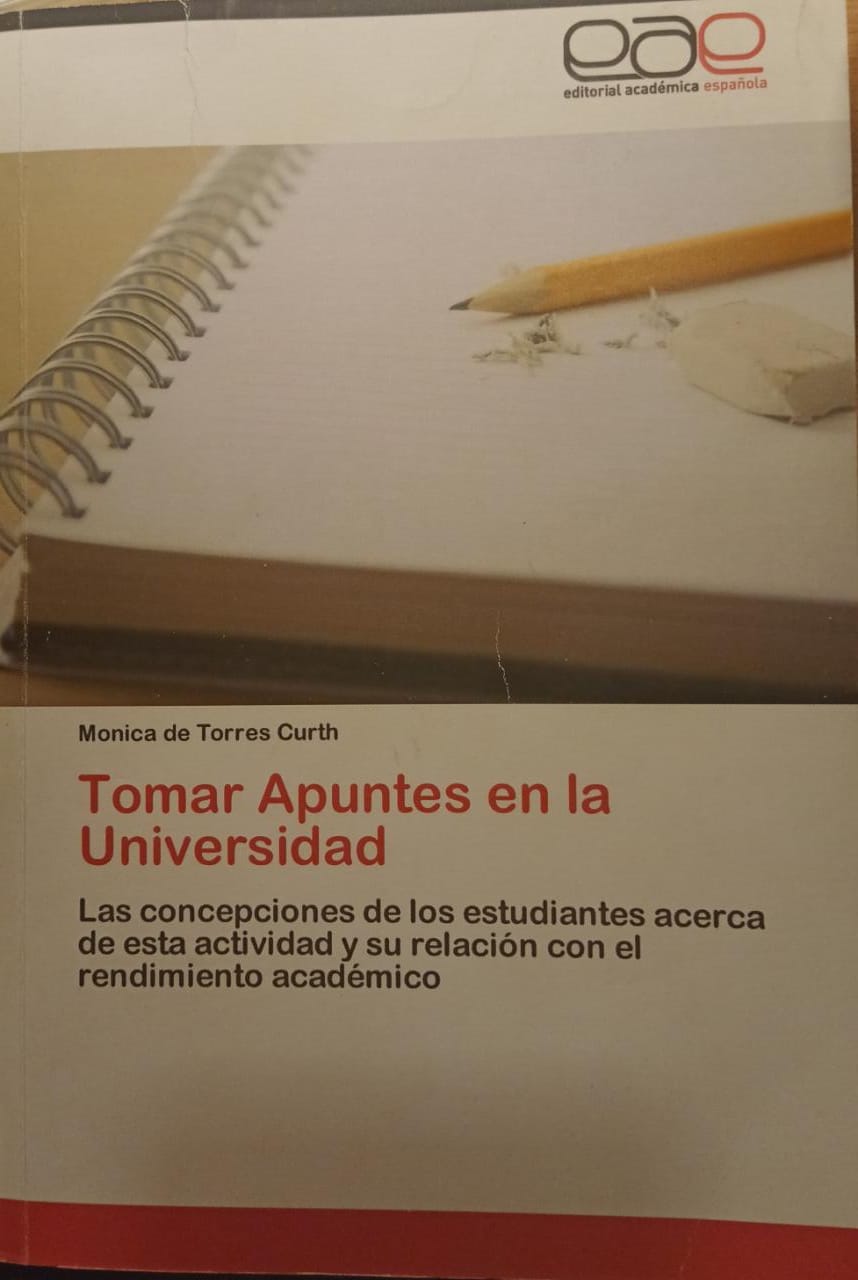 eae
editorial académica española
Monica de Torres Curth
Tomar Apuntes en la
Universidad
Las concepciones de los estudiantes acerca
de esta actividad y su relación con el
rendimiento académico